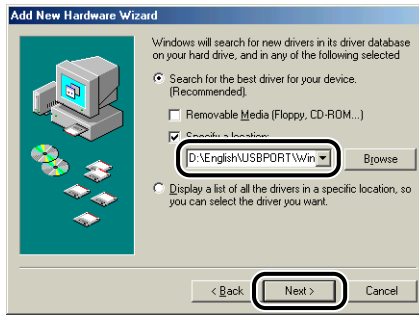 Add New Hardware Wizard
Windows will search for new drivers in its driver database
on your hard drive, and in any of the following selected
Search for the best driver for your device.
(Recommended).
Removable Media (Floppy, CD-ROM...)
Specify a location:
D:\English\USBPORT\Win
Browse
Display a list of all the drivers in a specific location, so
you can select the driver you want.
< Back
Next >
Cancel